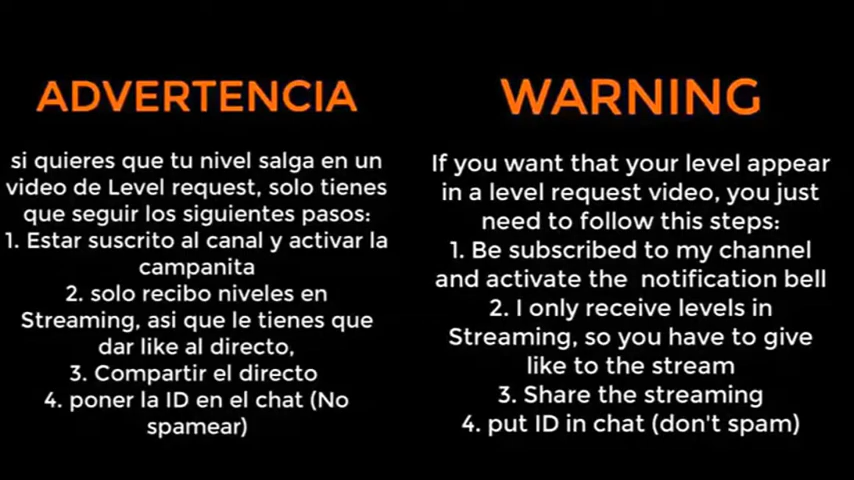 ADVERTENCIA
si quieres que tu nivel salga en un
video de Level request, solo tienes
que seguir los siguientes pasos:
1. Estar suscrito al canal y activar la
campanita
2. solo recibo niveles en
Streaming, asi que le tienes que
dar like al directo,
3. Compartir el directo
4. poner la ID en el chat (No
spamear)
WARNING
If you want that your level appear
in a level request video, you just
need to follow this steps:
1. Be subscribed to my channel
and activate the notification bell
2. I only receive levels in
Streaming, so you have to give
like to the stream
3. Share the streaming
4. put ID in chat (don't spam)